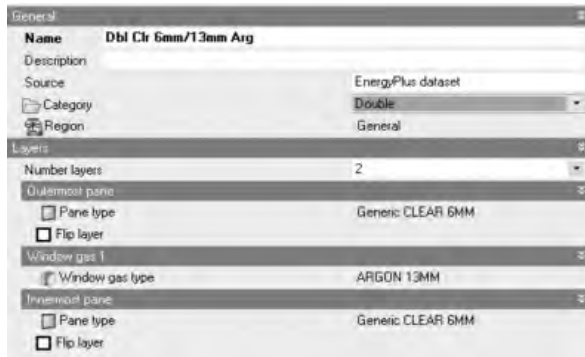 General
Name Dbl Clr 6mm/13mm Arg
Description
Source EnergyPlus dataset
Category Double
Region General
Layers
Number layers 2
Outermost pane
Pane type Generic CLEAR 6MM
Flip layer
Window gas 1
Window gas type ARGON 13MM
Innermost pane
Pane type Generic CLEAR 6MM
Flip layer